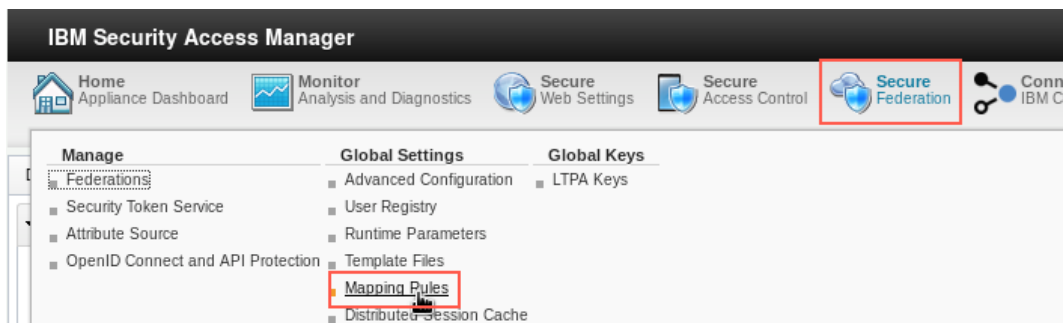 IBM Security Access Manager
Home
Appliance Dashboard
Monitor
Analysis and Diagnostics
Secure
Web Settings
Secure
Access Control
Secure
Federation
Conn
IBM C
Manage
Federations
Security Token Service
Attribute Source
OpenID Connect and API Protection
Global Settings
Advanced Configuration
User Registry
Runtime Parameters
Template Files
Mapping Rules
Distributed Session Cache
Global Keys
LTPA Keys